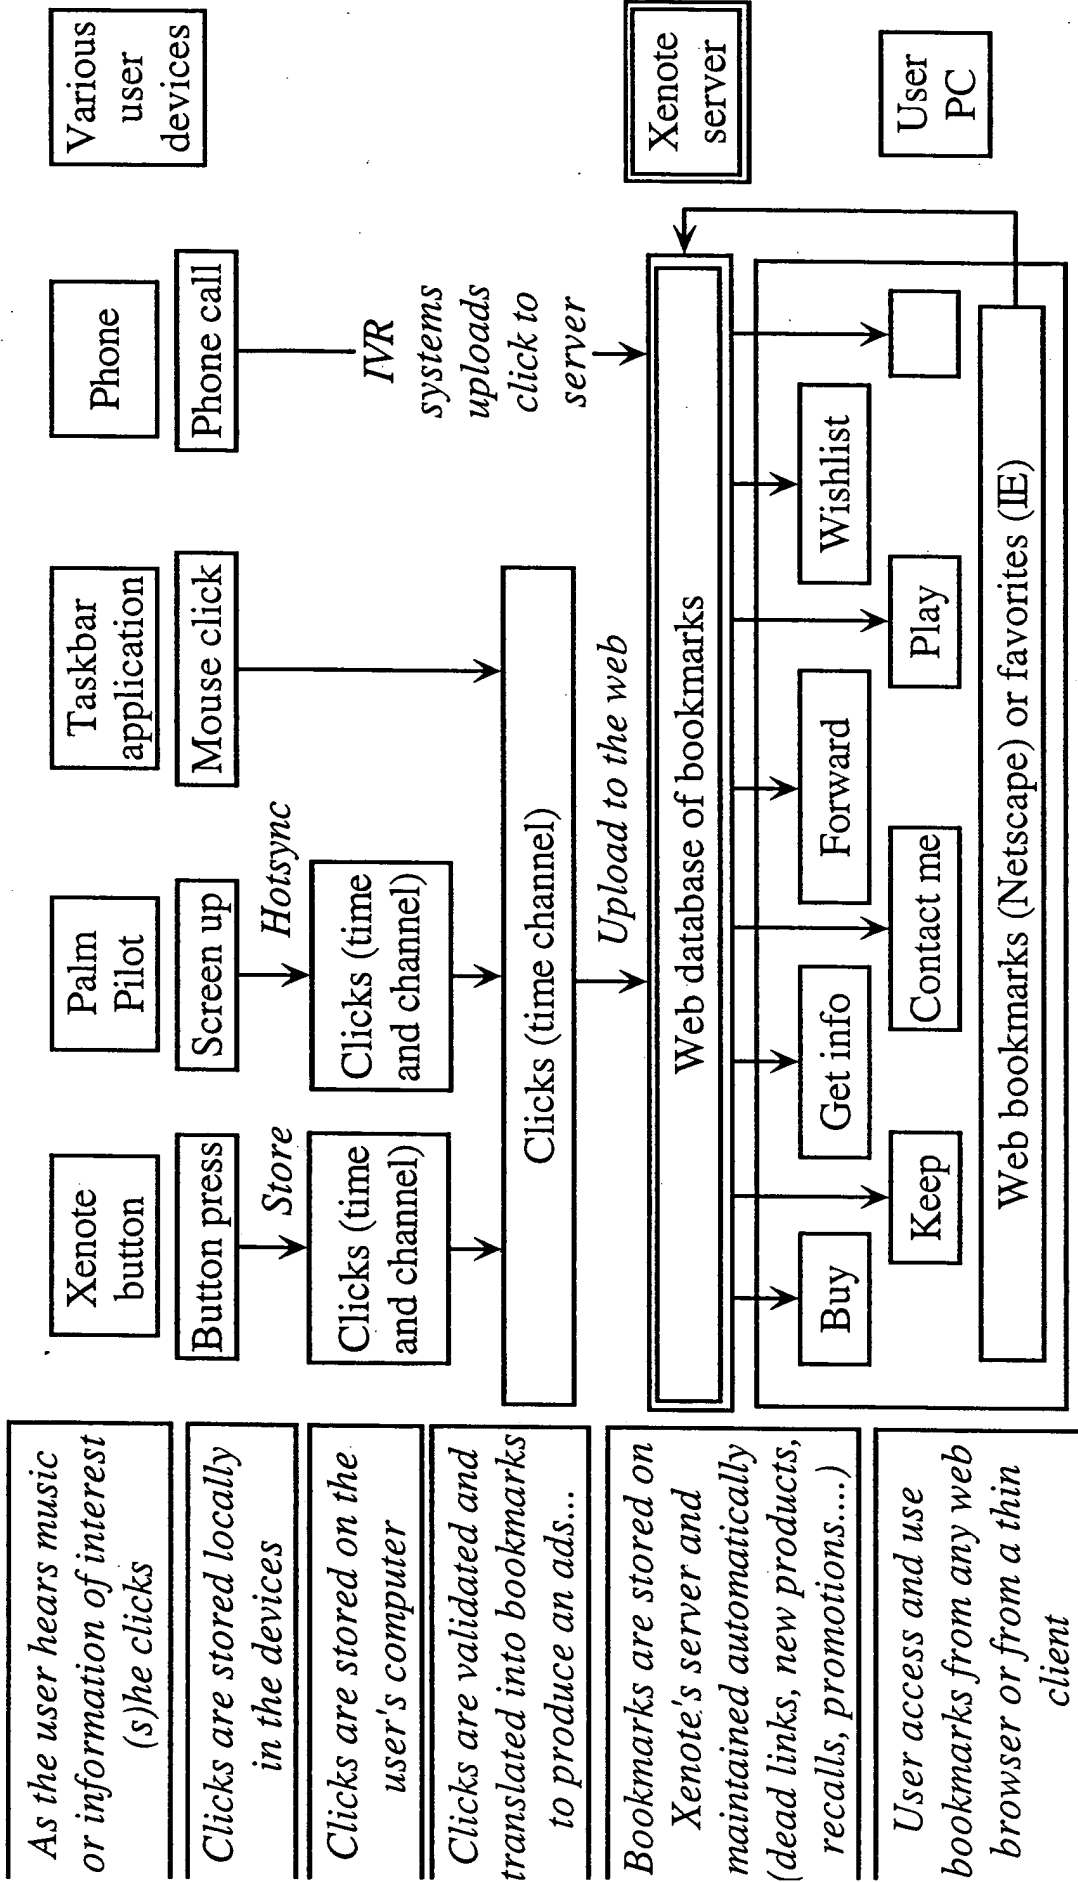 As the user hears music
or information of interest
(s)he clicks
Clicks are stored locally
in the devices
Clicks are stored on the
user's computer
Clicks are validated and
translated into bookmarks
to produce an ads...
Bookmarks are stored on
Xenote's server and
maintained automatically
(dead links, new products,
recalls, promotions....)
User access and use
bookmarks from any web
browser or from a thin
client
Xenote
button
Palm
Pilot
Taskbar
application
Phone
Various
user
devices
Button press
Screen up
Mouse click
Phone call
Store
Hotsync
IVR
systems
uploads
click to
server
Clicks (time
and channel)
Clicks (time
and channel)
Clicks (time channel)
Upload to the web
Web database of bookmarks
Xenote
server
Buy
Get info
Forward
Wishlist
Keep
Contact me
Play
Web bookmarks (Netscape) or favorites (IE)
User
PC